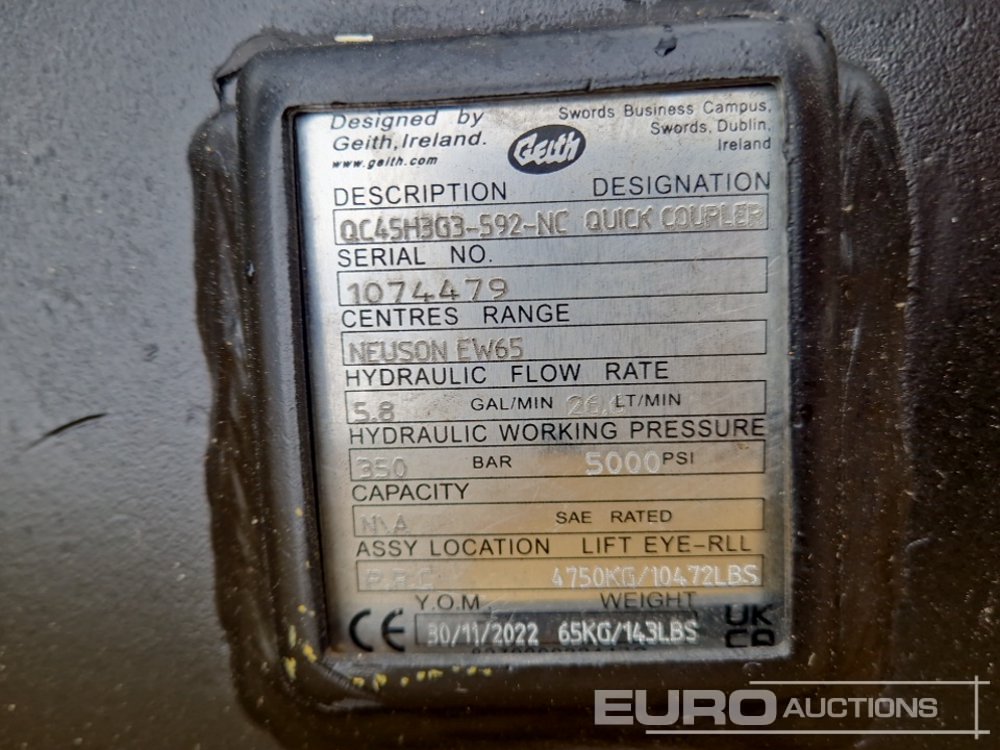 Designed by
Geith, Ireland.
www.geith.com
Geith
Swords Business Campus,
Swords, Dublin,
Ireland
DESCRIPTION DESIGNATION
QC45H3G3-592-NC QUICK COUPLER
SERIAL NO.
1074479
CENTRES RANGE
NEUSON EW65
HYDRAULIC FLOW RATE
5.8 GAL/MIN LT/MIN
HYDRAULIC WORKING PRESSURE
350 BAR 5000 PSI
CAPACITY
N\A SAE RATED
ASSY LOCATION LIFT EYE-RLL
P.R.C 4750KG/10472LBS
Y.O.M WEIGHT
CE 30/11/2022 65KG/143LBS UK
CA
EURO AUCTIONS